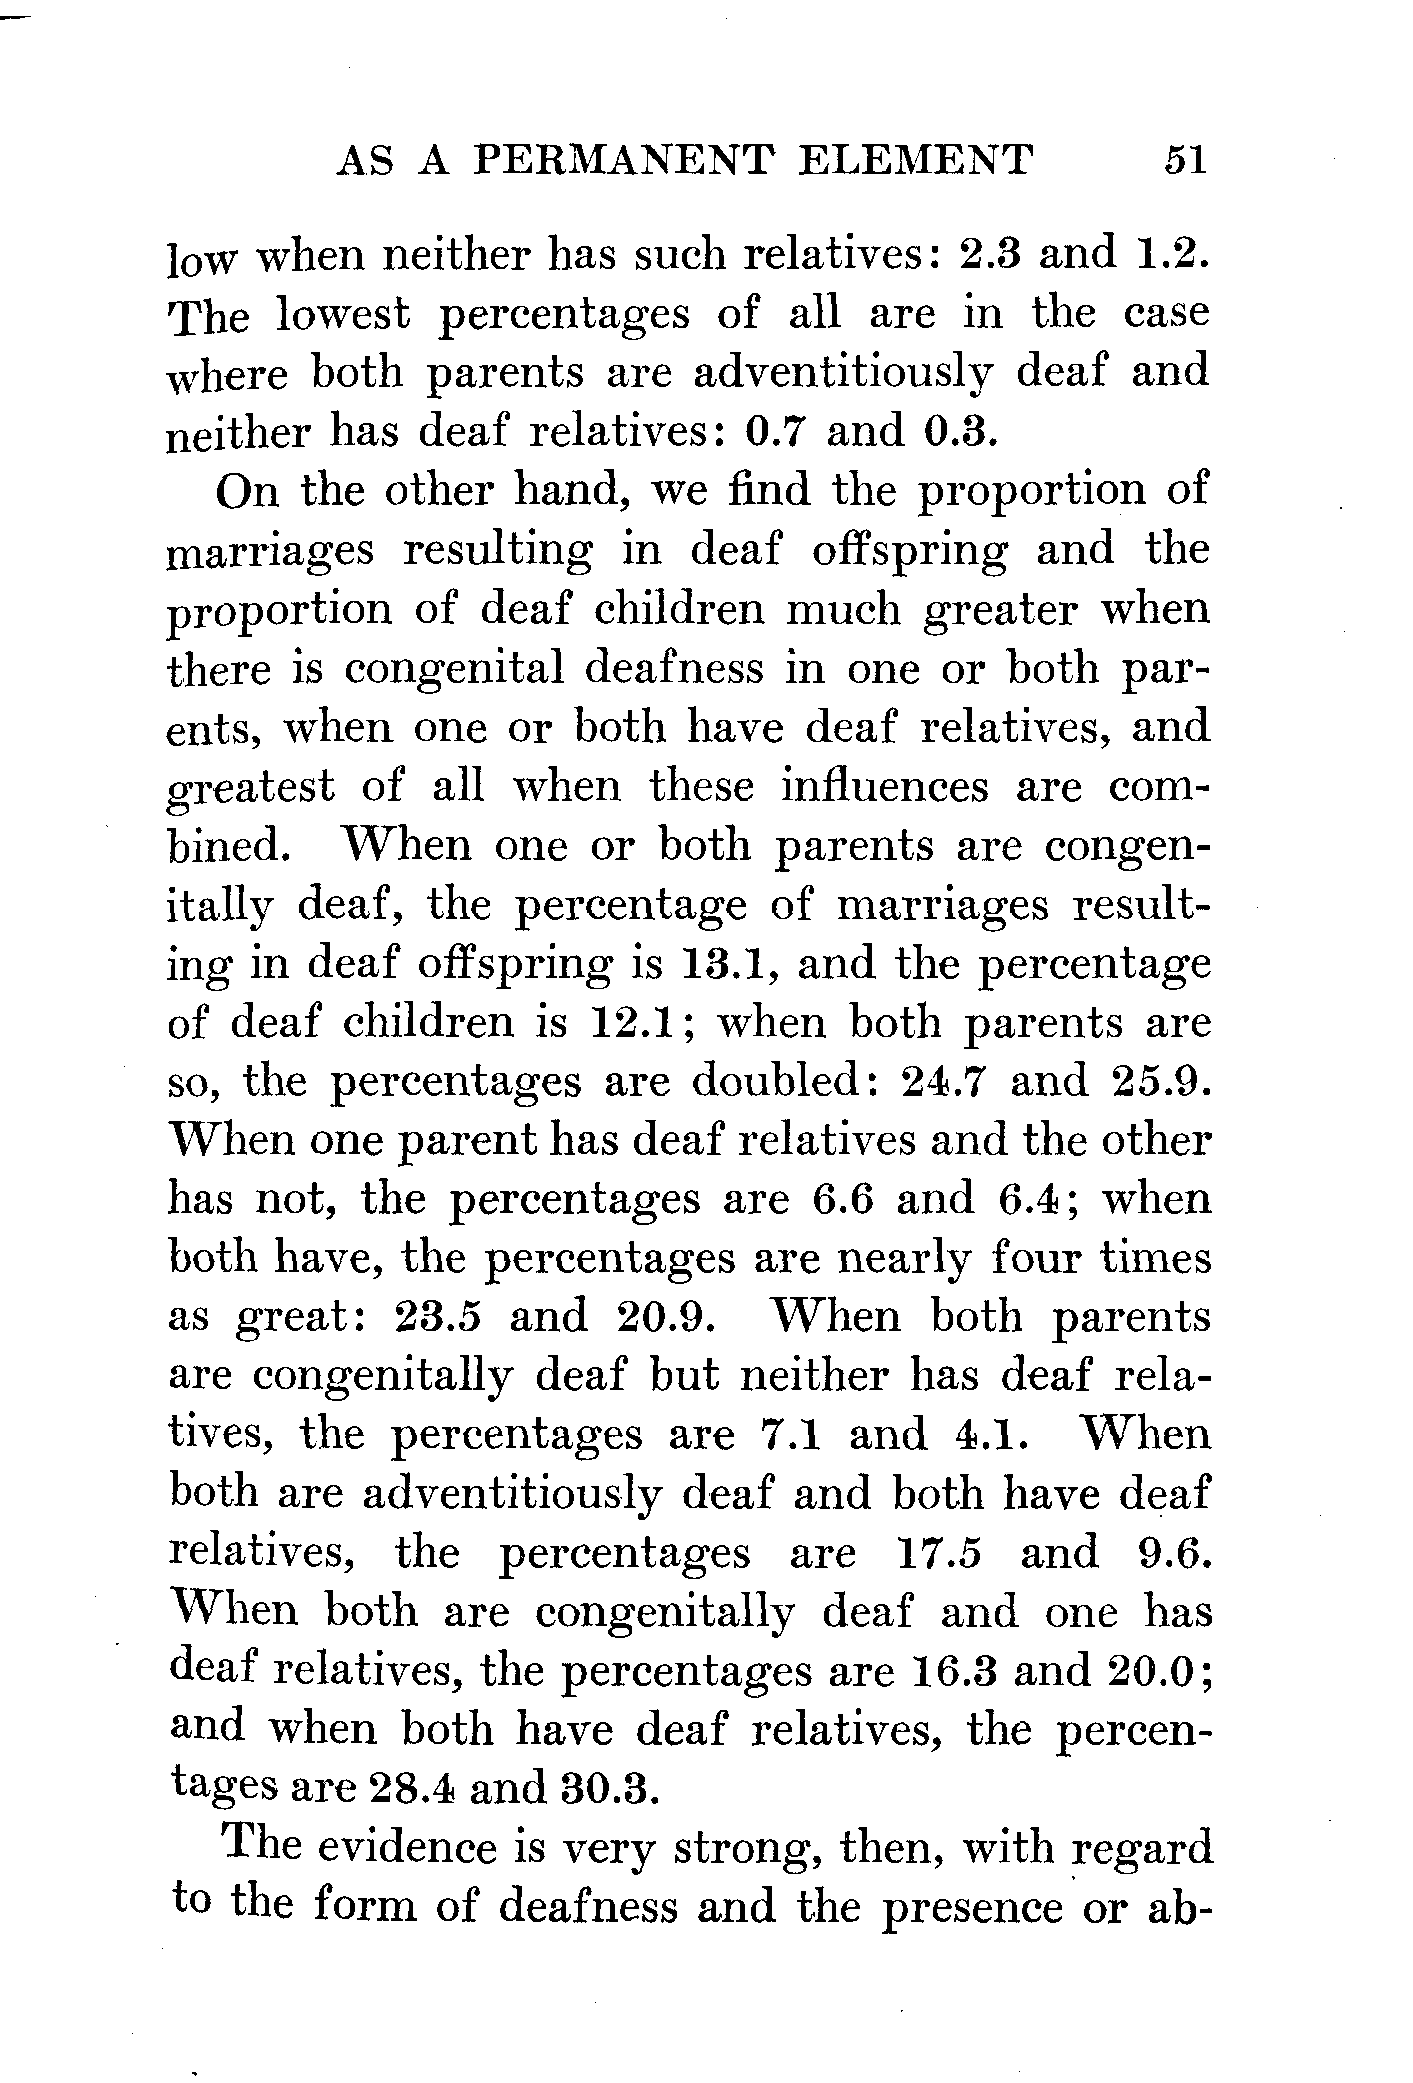 AS A PERMANENT ELEMENT 51
low when neither has such relatives: 2.3 and 1.2.
The lowest percentages of all are in the case
where both parents are adventitiously deaf and
neither has deaf relatives: 0.7 and 0.3.
On the other hand, we find the proportion of
marriages resulting in deaf offspring and the
proportion of deaf children much greater when
there is congenital deafness in one or both par-
ents, when one or both have deaf relatives, and
greatest of all when these influences are com-
bined. When one or both parents are congen-
itally deaf, the percentage of marriages result-
ing in deaf offspring is 13.1, and the percentage
of deaf children is 12.1; when both parents are
so, the percentages are doubled: 24.7 and 25.9.
When one parent has deaf relatives and the other
has not, the percentages are 6.6 and 6.4; when
both have, the percentages are nearly four times
as great: 23.5 and 20.9. When both parents
are congenitally deaf but neither has deaf rela-
tives, the percentages are 7.1 and 4.1. When
both are adventitiously deaf and both have deaf
relatives, the percentages are 17.5 and 9.6.
When both are congenitally deaf and one has
deaf relatives, the percentages are 16.3 and 20.0;
and when both have deaf relatives, the percen-
tages are 28.4 and 30.3.
The evidence is very strong, then, with regard
to the form of deafness and the presence or ab-